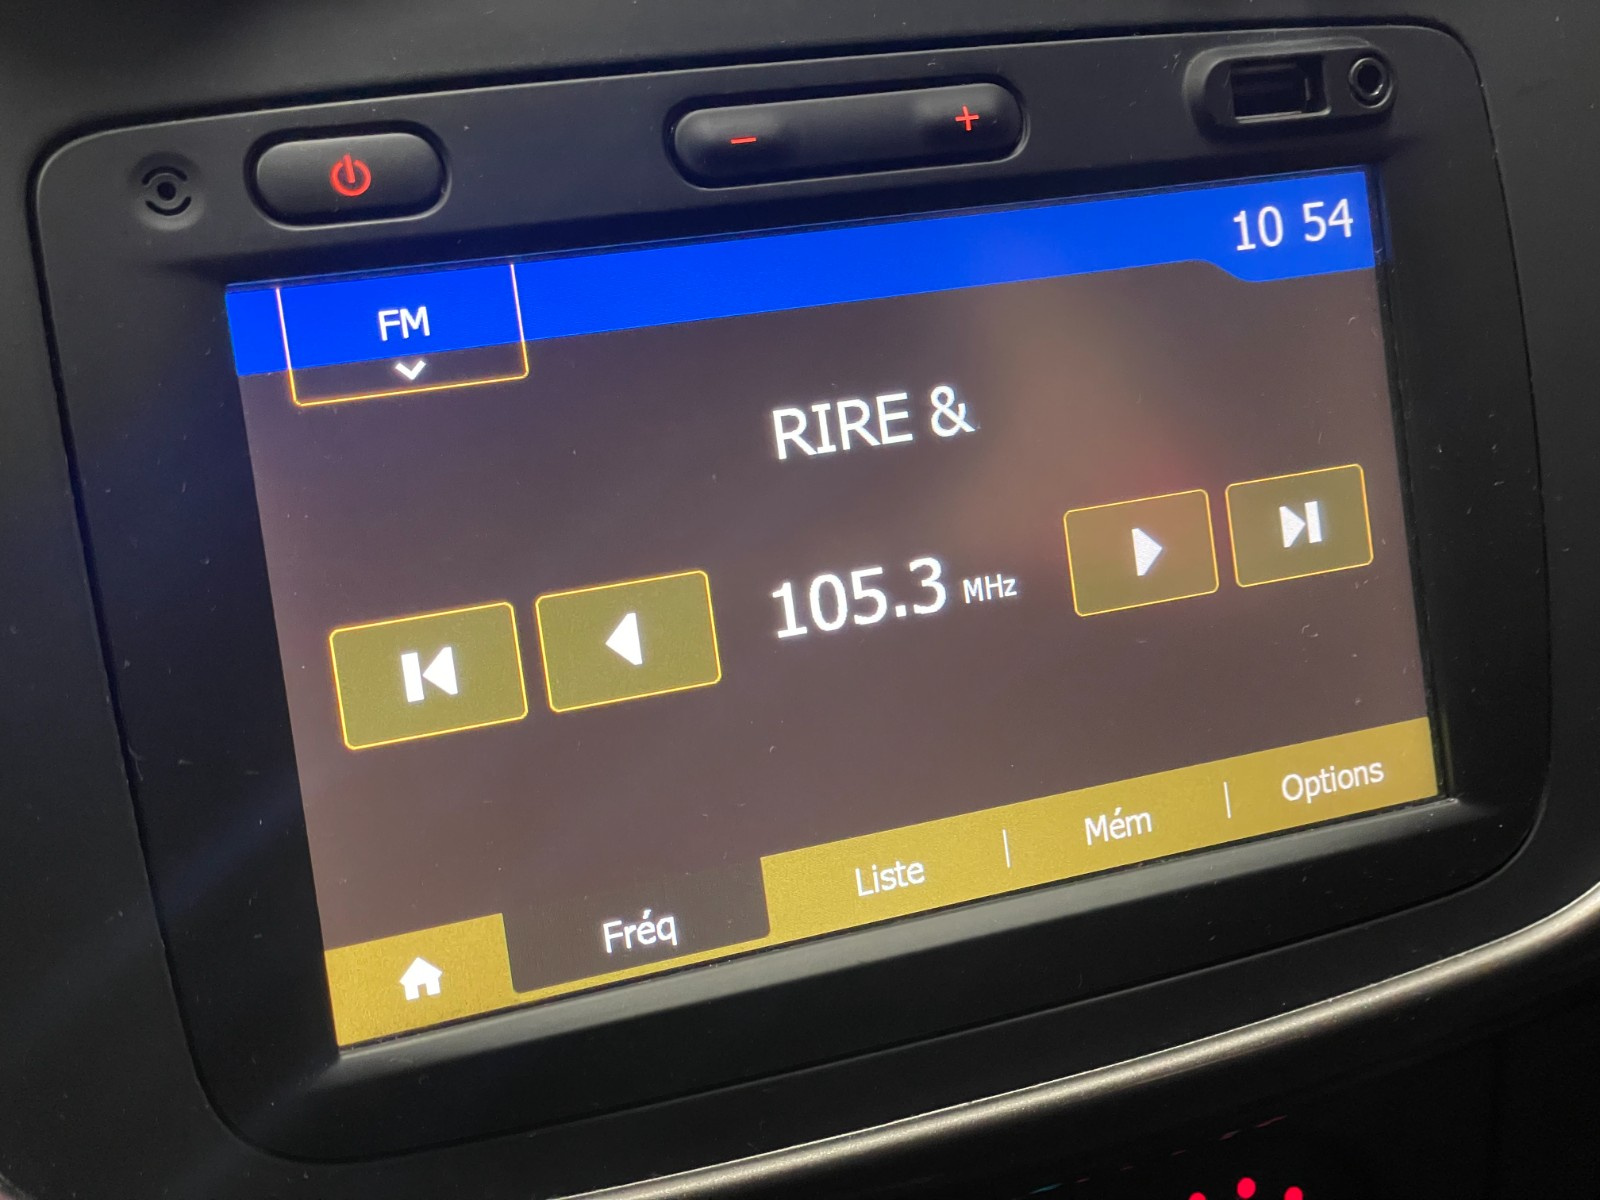 − +
10 54
FM
RIRE &
105.3 MHz
Fréq Liste | Mém | Options